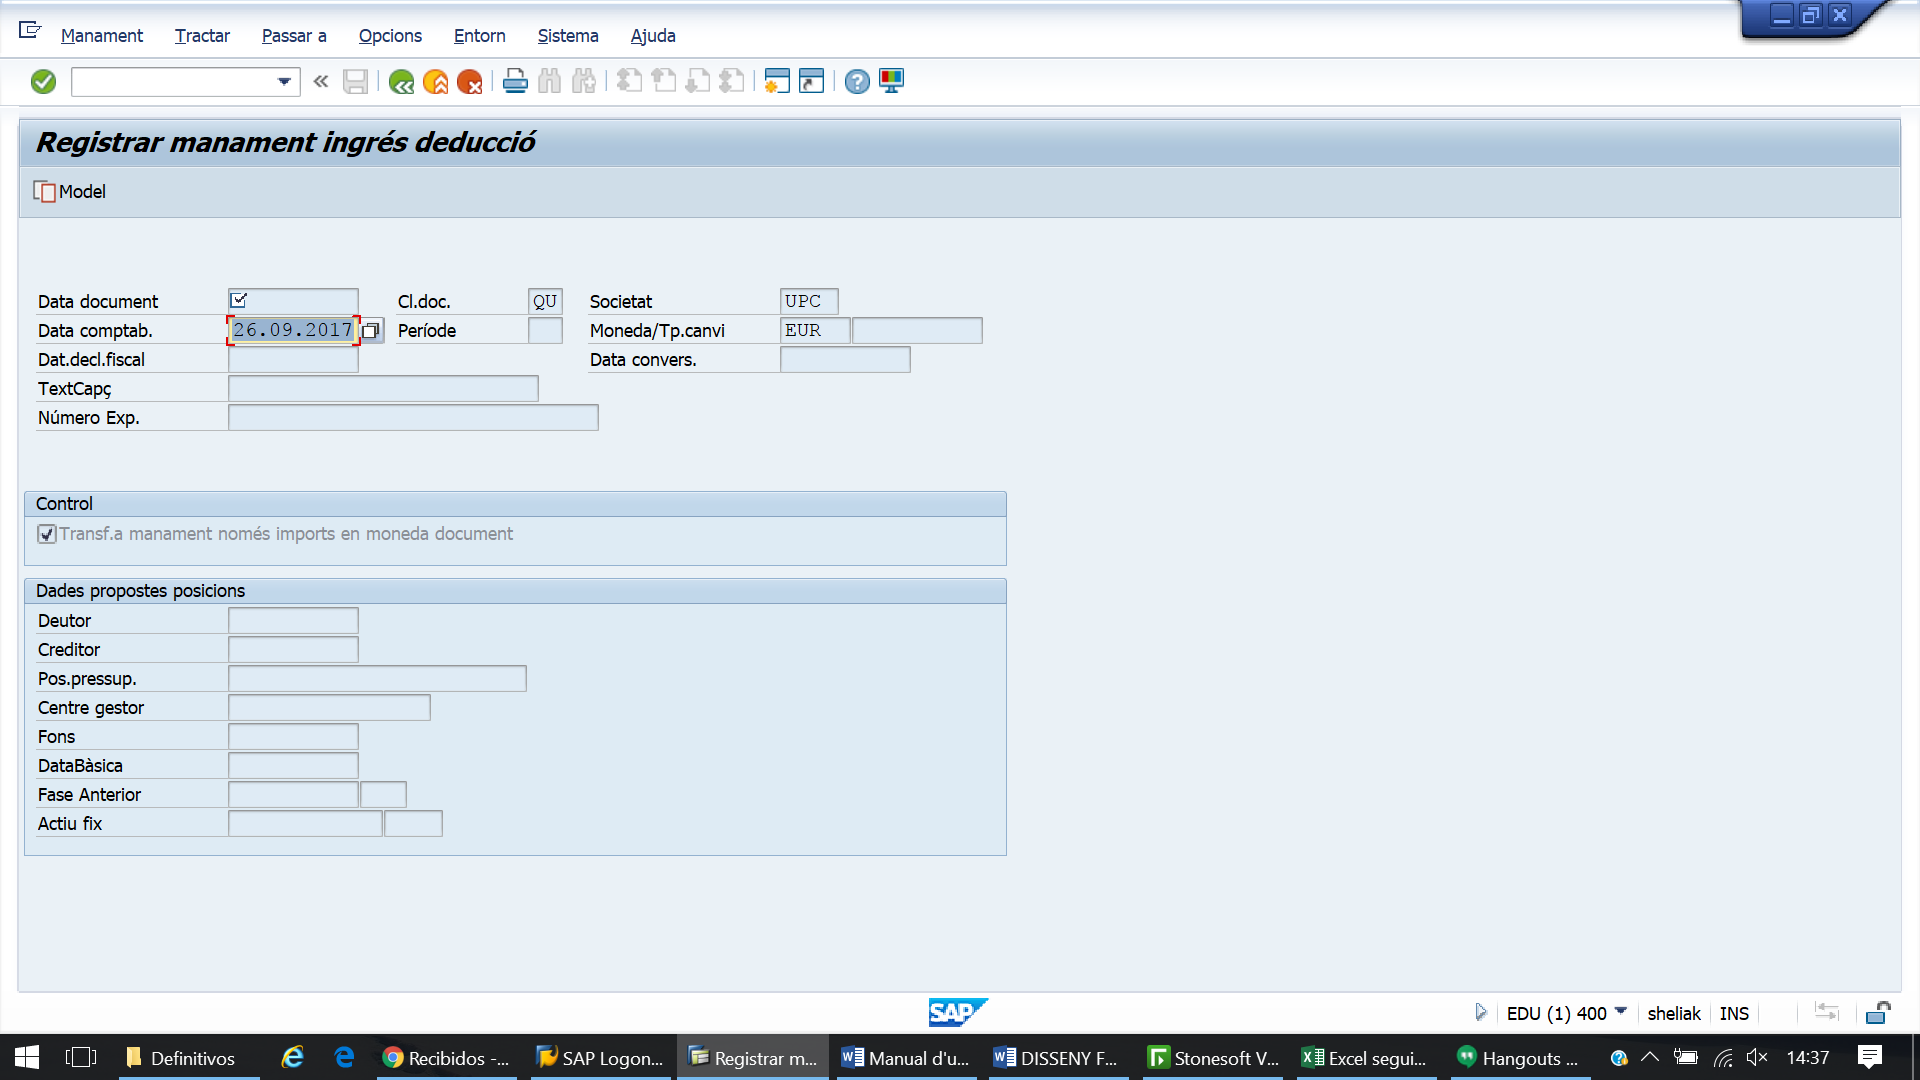 Manament Tractar Passar a Opcions Entorn Sistema Ajuda
Registrar manament ingrés deducció
Model
Data document Cl.doc. QU Societat UPC
Data comptab. 26.09.2017 Període Moneda/Tp.canvi EUR
Dat.decl.fiscal Data convers.
TextCapç
Número Exp.
Control
Transf.a manament només imports en moneda document
Dades propostes posicions
Deutor
Creditor
Pos.pressup.
Centre gestor
Fons
DataBàsica
Fase Anterior
Actiu fix
SAP EDU (1) 400 sheliak INS
Definitivos Recibidos -... SAP Logon... Registrar m... Manual d'u... DISSENY F... Stonesoft V... Excel segui... Hangouts ... 14:37